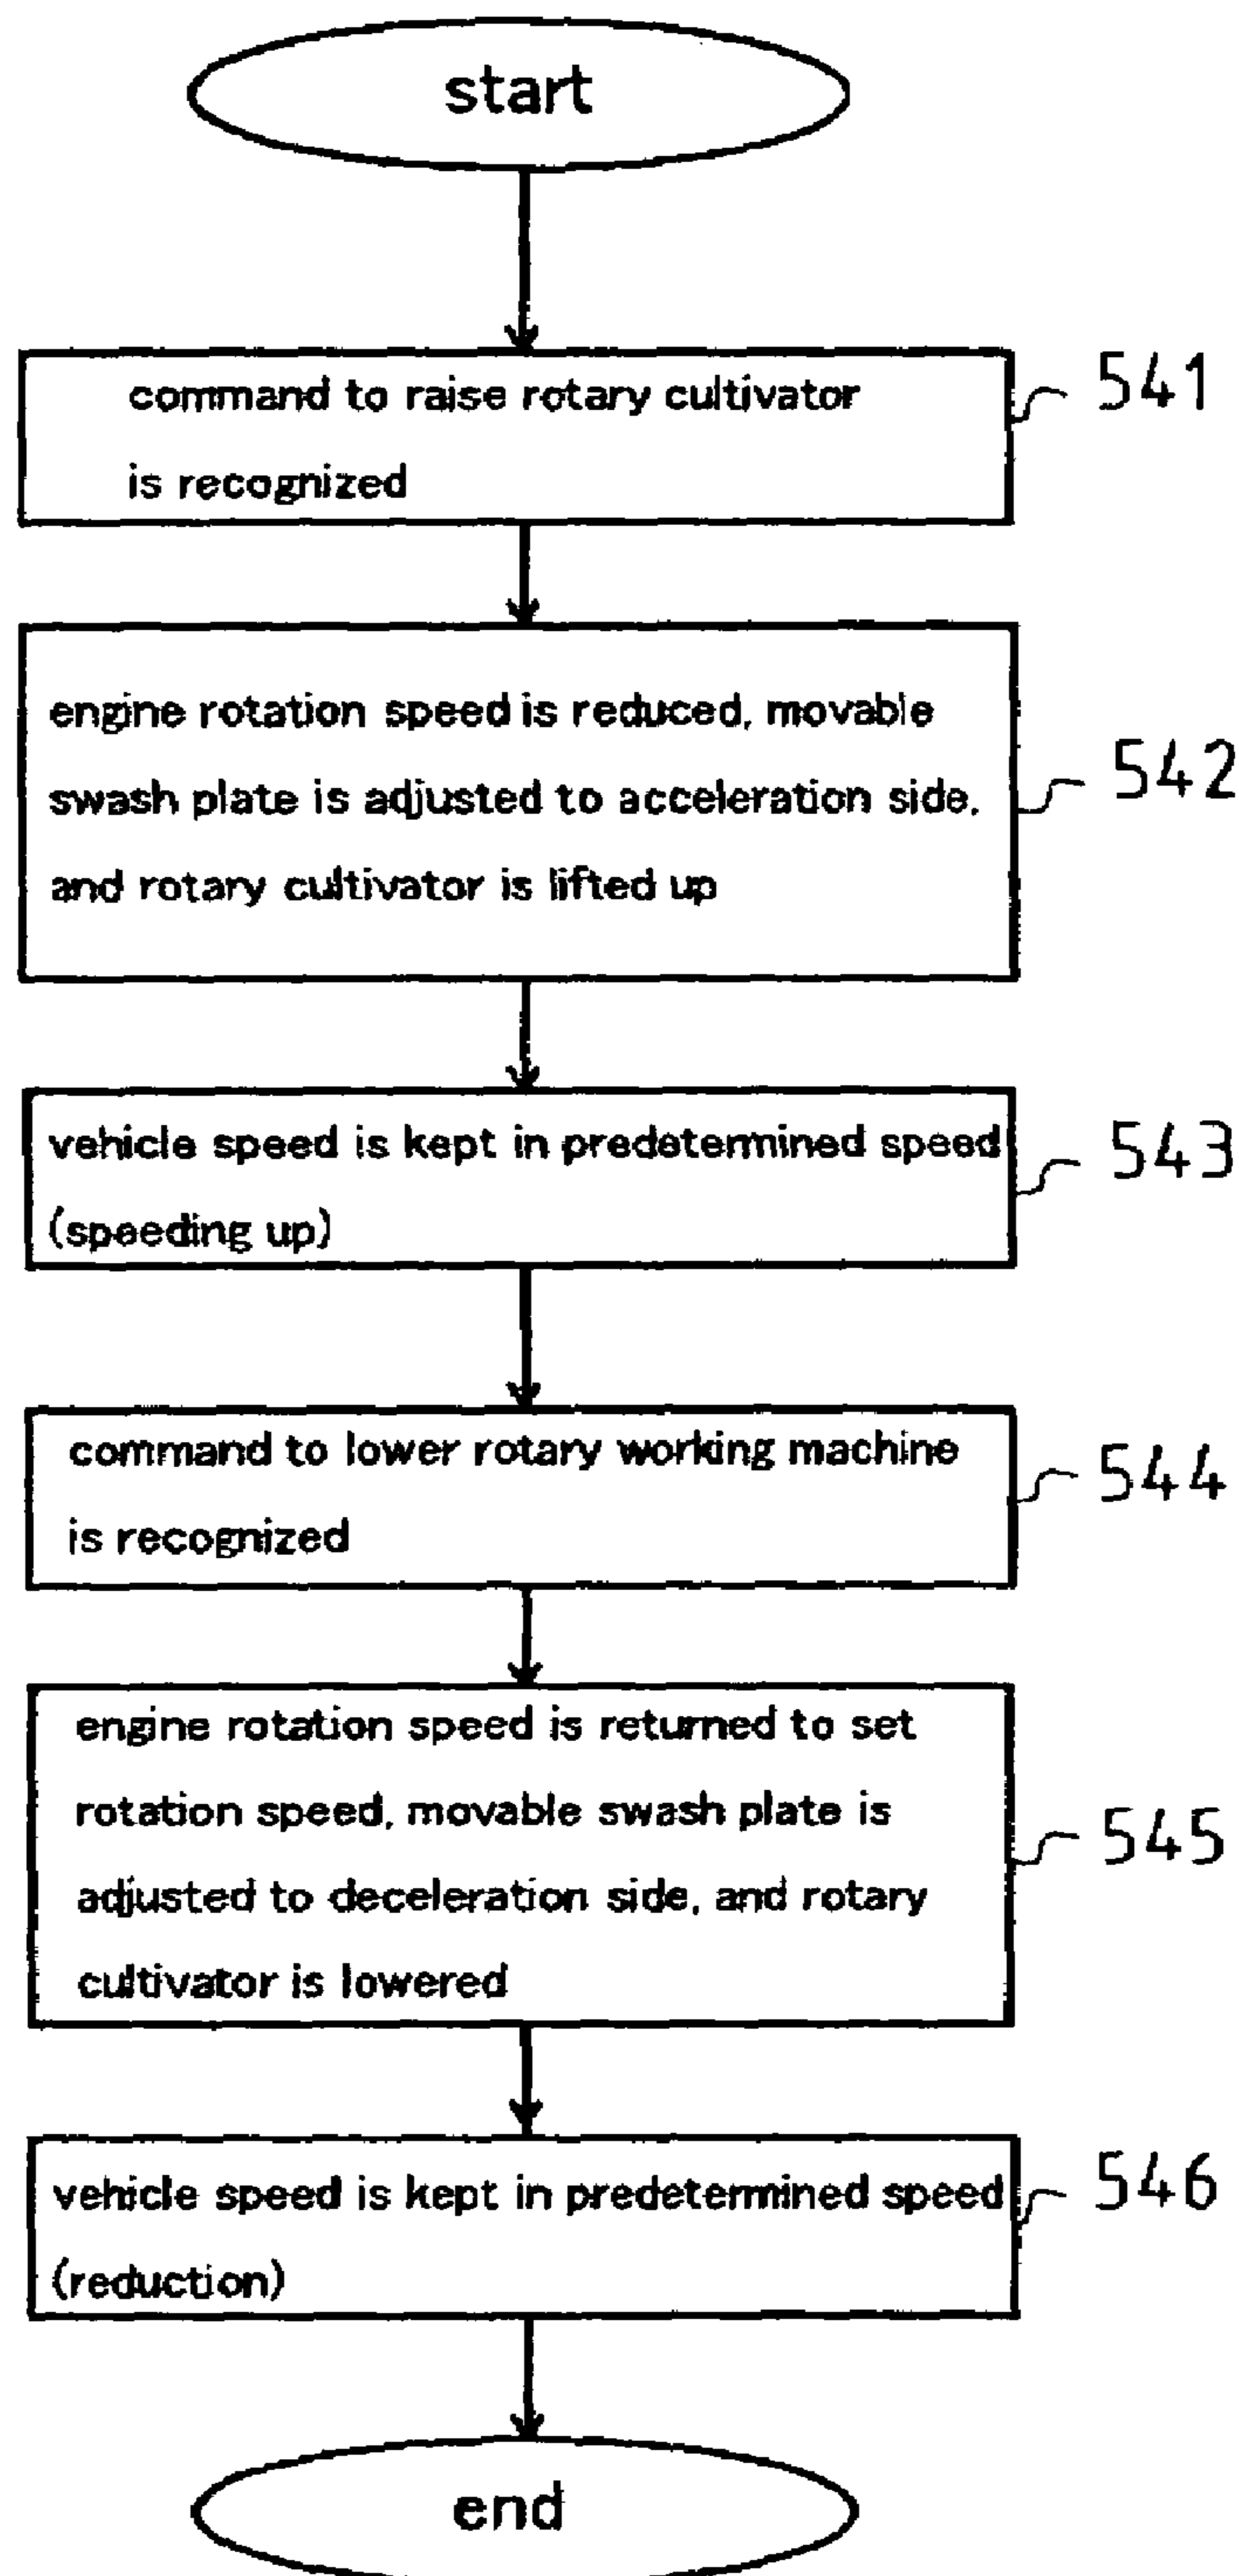 start
command to raise rotary cultivator
is recognized
541
engine rotation speed is reduced, movable
swash plate is adjusted to acceleration side,
and rotary cultivator is lifted up
542
vehicle speed is kept in predetermined speed
(speeding up)
543
command to lower rotary working machine
is recognized
544
engine rotation speed is returned to set
rotation speed, movable swash plate is
adjusted to deceleration side, and rotary
cultivator is lowered
545
vehicle speed is kept in predetermined speed
(reduction)
546
end